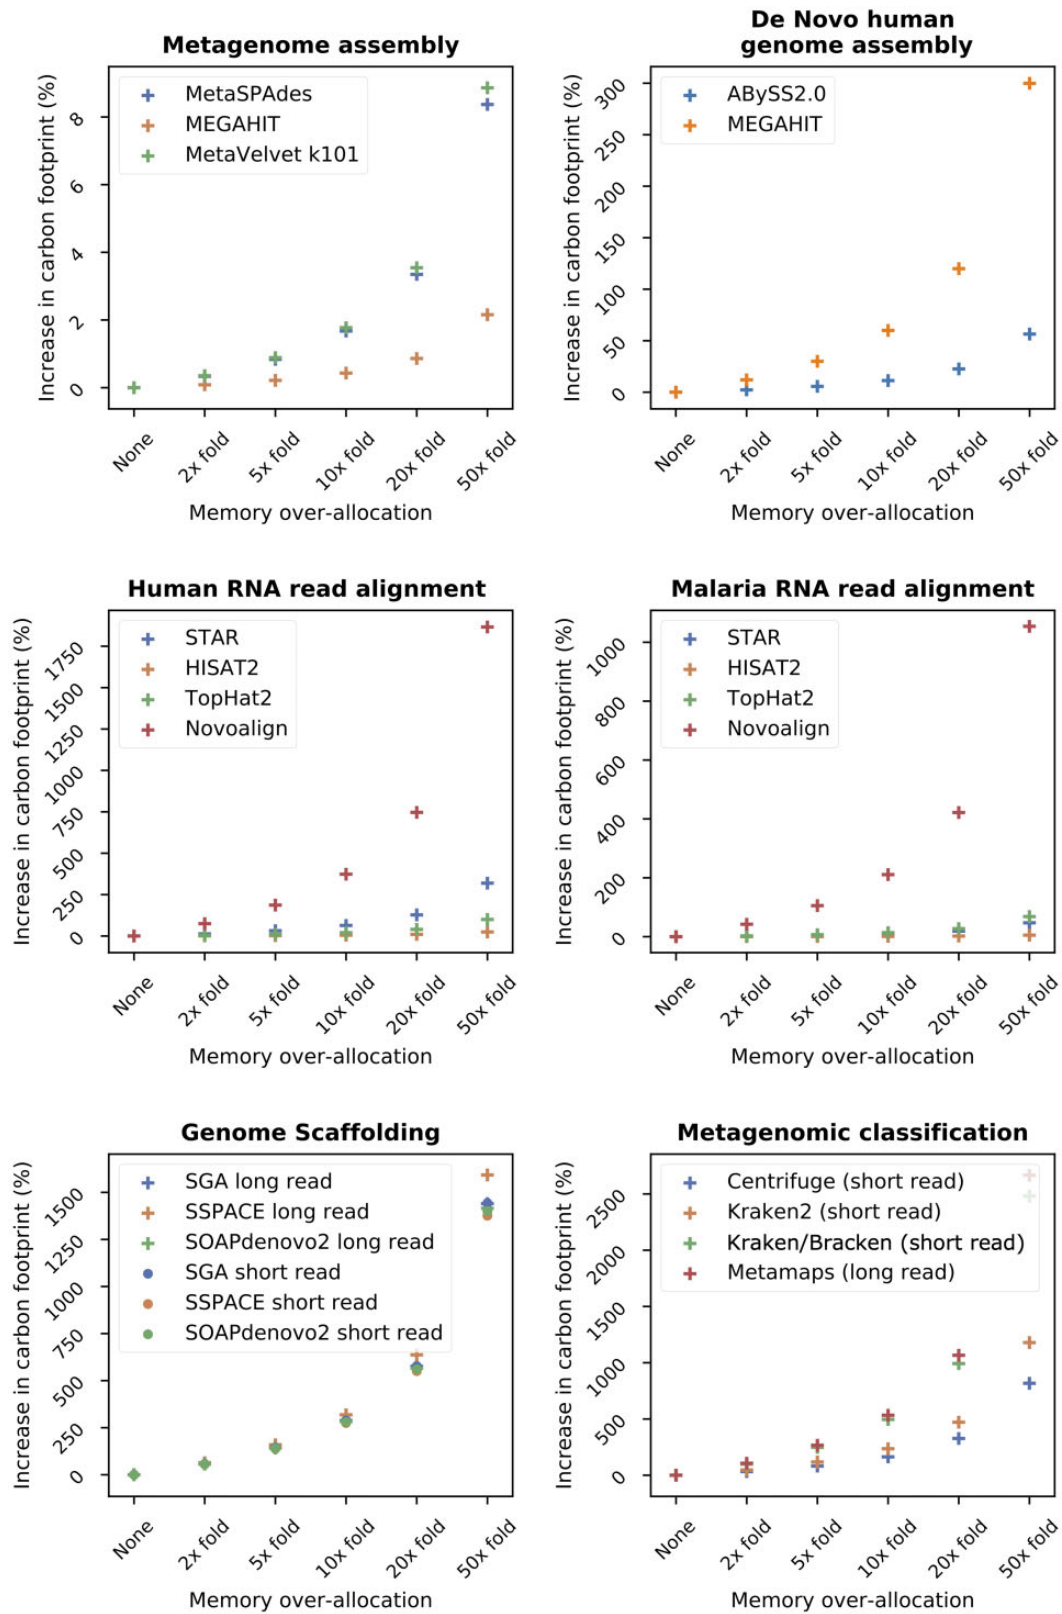 Metagenome assembly
Increase in carbon footprint (%)
8
6
4
2
0
MetaSPAdes
MEGAHIT
MetaVelvet k101
None
2x fold
5x fold
10x fold
20x fold
50x fold
Memory over-allocation
De Novo human
genome assembly
Increase in carbon footprint (%)
300
250
200
150
100
50
0
ABySS2.0
MEGAHIT
None
2x fold
5x fold
10x fold
20x fold
50x fold
Memory over-allocation
Human RNA read alignment
Increase in carbon footprint (%)
1750
1500
1250
1000
750
500
250
0
STAR
HISAT2
TopHat2
Novoalign
None
2x fold
5x fold
10x fold
20x fold
50x fold
Memory over-allocation
Malaria RNA read alignment
Increase in carbon footprint (%)
1000
800
600
400
200
0
STAR
HISAT2
TopHat2
Novoalign
None
2x fold
5x fold
10x fold
20x fold
50x fold
Memory over-allocation
Genome Scaffolding
Increase in carbon footprint (%)
1500
1250
1000
750
500
250
0
SGA long read
SSPACE long read
SOAPdenovo2 long read
SGA short read
SSPACE short read
SOAPdenovo2 short read
None
2x fold
5x fold
10x fold
20x fold
50x fold
Memory over-allocation
Metagenomic classification
Increase in carbon footprint (%)
2500
2000
1500
1000
500
0
Centrifuge (short read)
Kraken2 (short read)
Kraken/Bracken (short read)
Metamaps (long read)
None
2x fold
5x fold
10x fold
20x fold
50x fold
Memory over-allocation